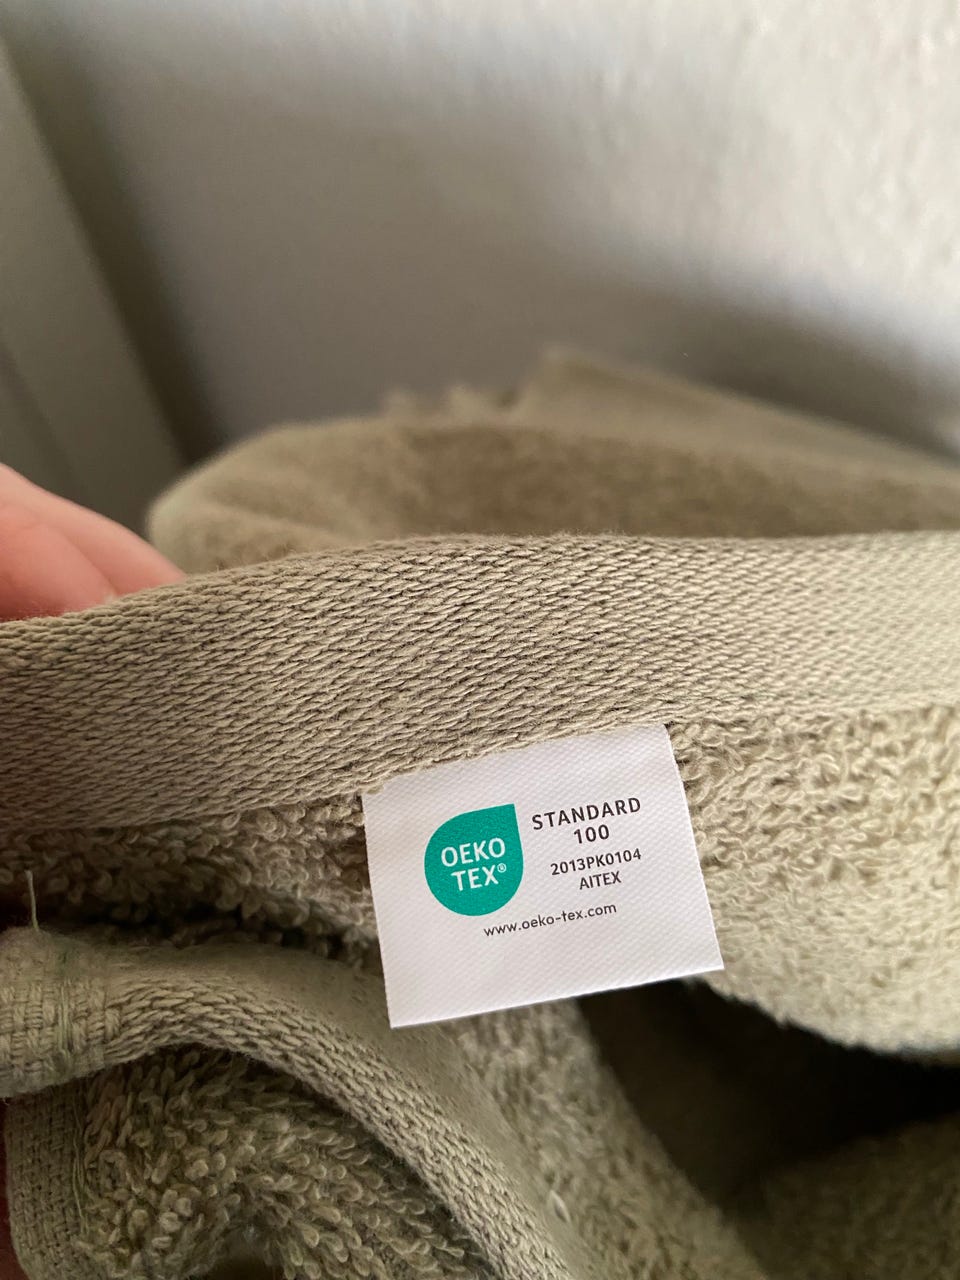 OEKO
TEX®
STANDARD
100
2013PK0104
AITEX
www.oeko-tex.com